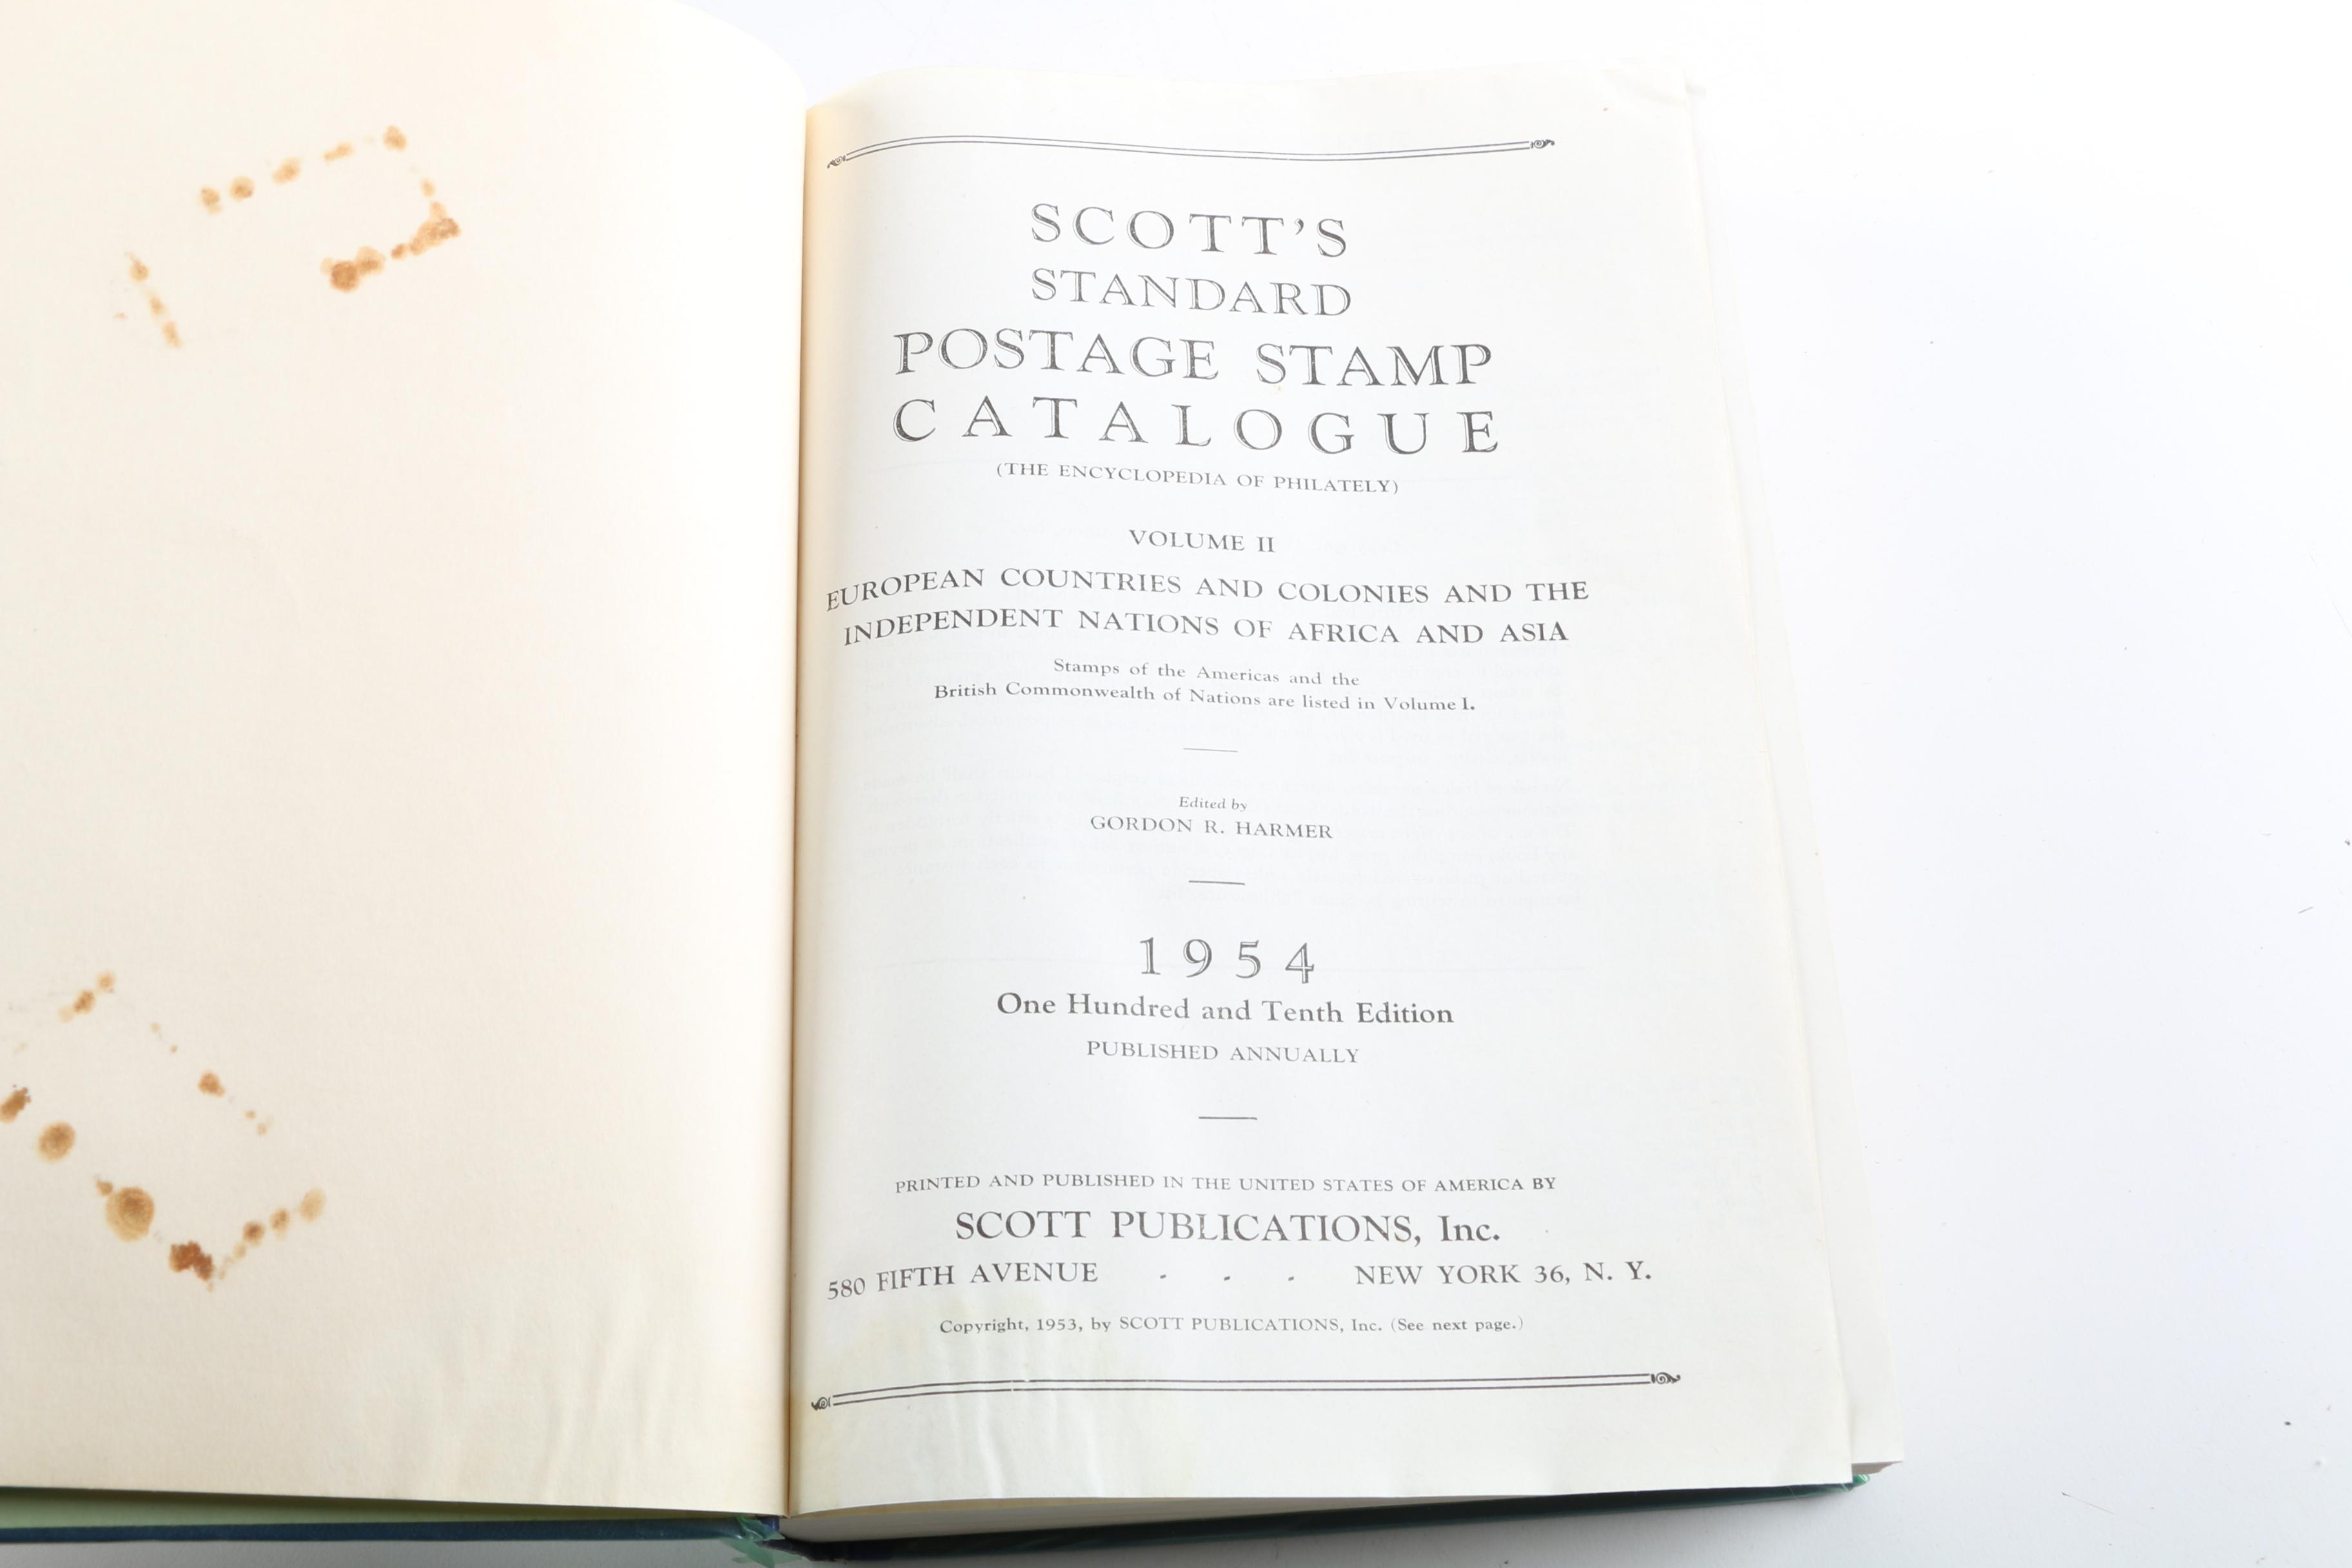 SCOTT'S
STANDARD
POSTAGE STAMP
CATALOGUE
(THE ENCYCLOPEDIA OF PHILATELY)
VOLUME II
EUROPEAN COUNTRIES AND COLONIES AND THE
INDEPENDENT NATIONS OF AFRICA AND ASIA
Stamps of the Americas and the
British Commonwealth of Nations are listed in Volume I.
Edited by
GORDON R. HARMER
1954
One Hundred and Tenth Edition
PUBLISHED ANNUALLY
PRINTED AND PUBLISHED IN THE UNITED STATES OF AMERICA BY
SCOTT PUBLICATIONS, Inc.
580 FIFTH AVENUE - - - NEW YORK 36, N. Y.
Copyright, 1953, by SCOTT PUBLICATIONS, Inc. (See next page.)